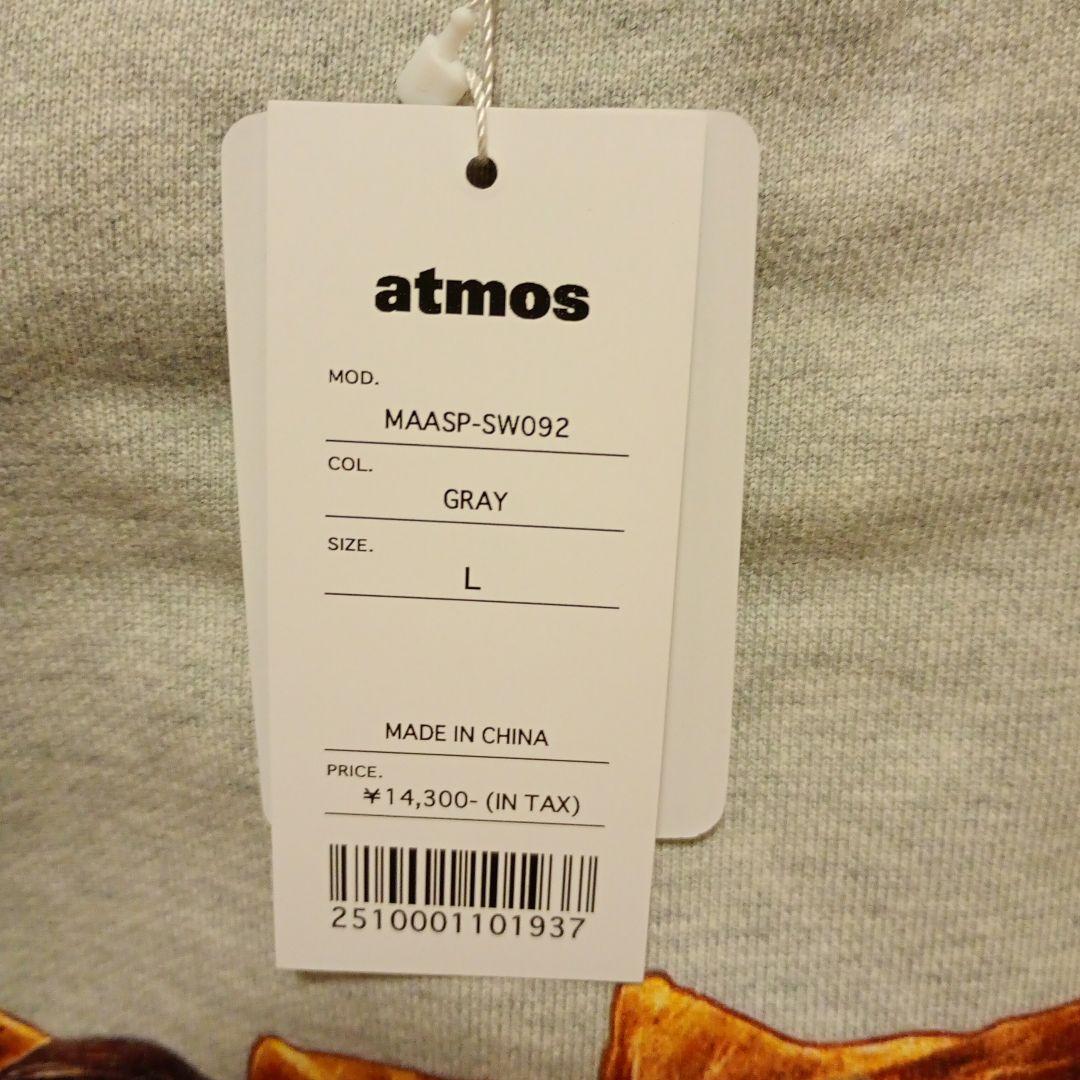 atmos
MOD.
MAASP-SW092
COL.
GRAY
SIZE.
L
MADE IN CHINA
PRICE.
¥14,300- (IN TAX)
2510001101937